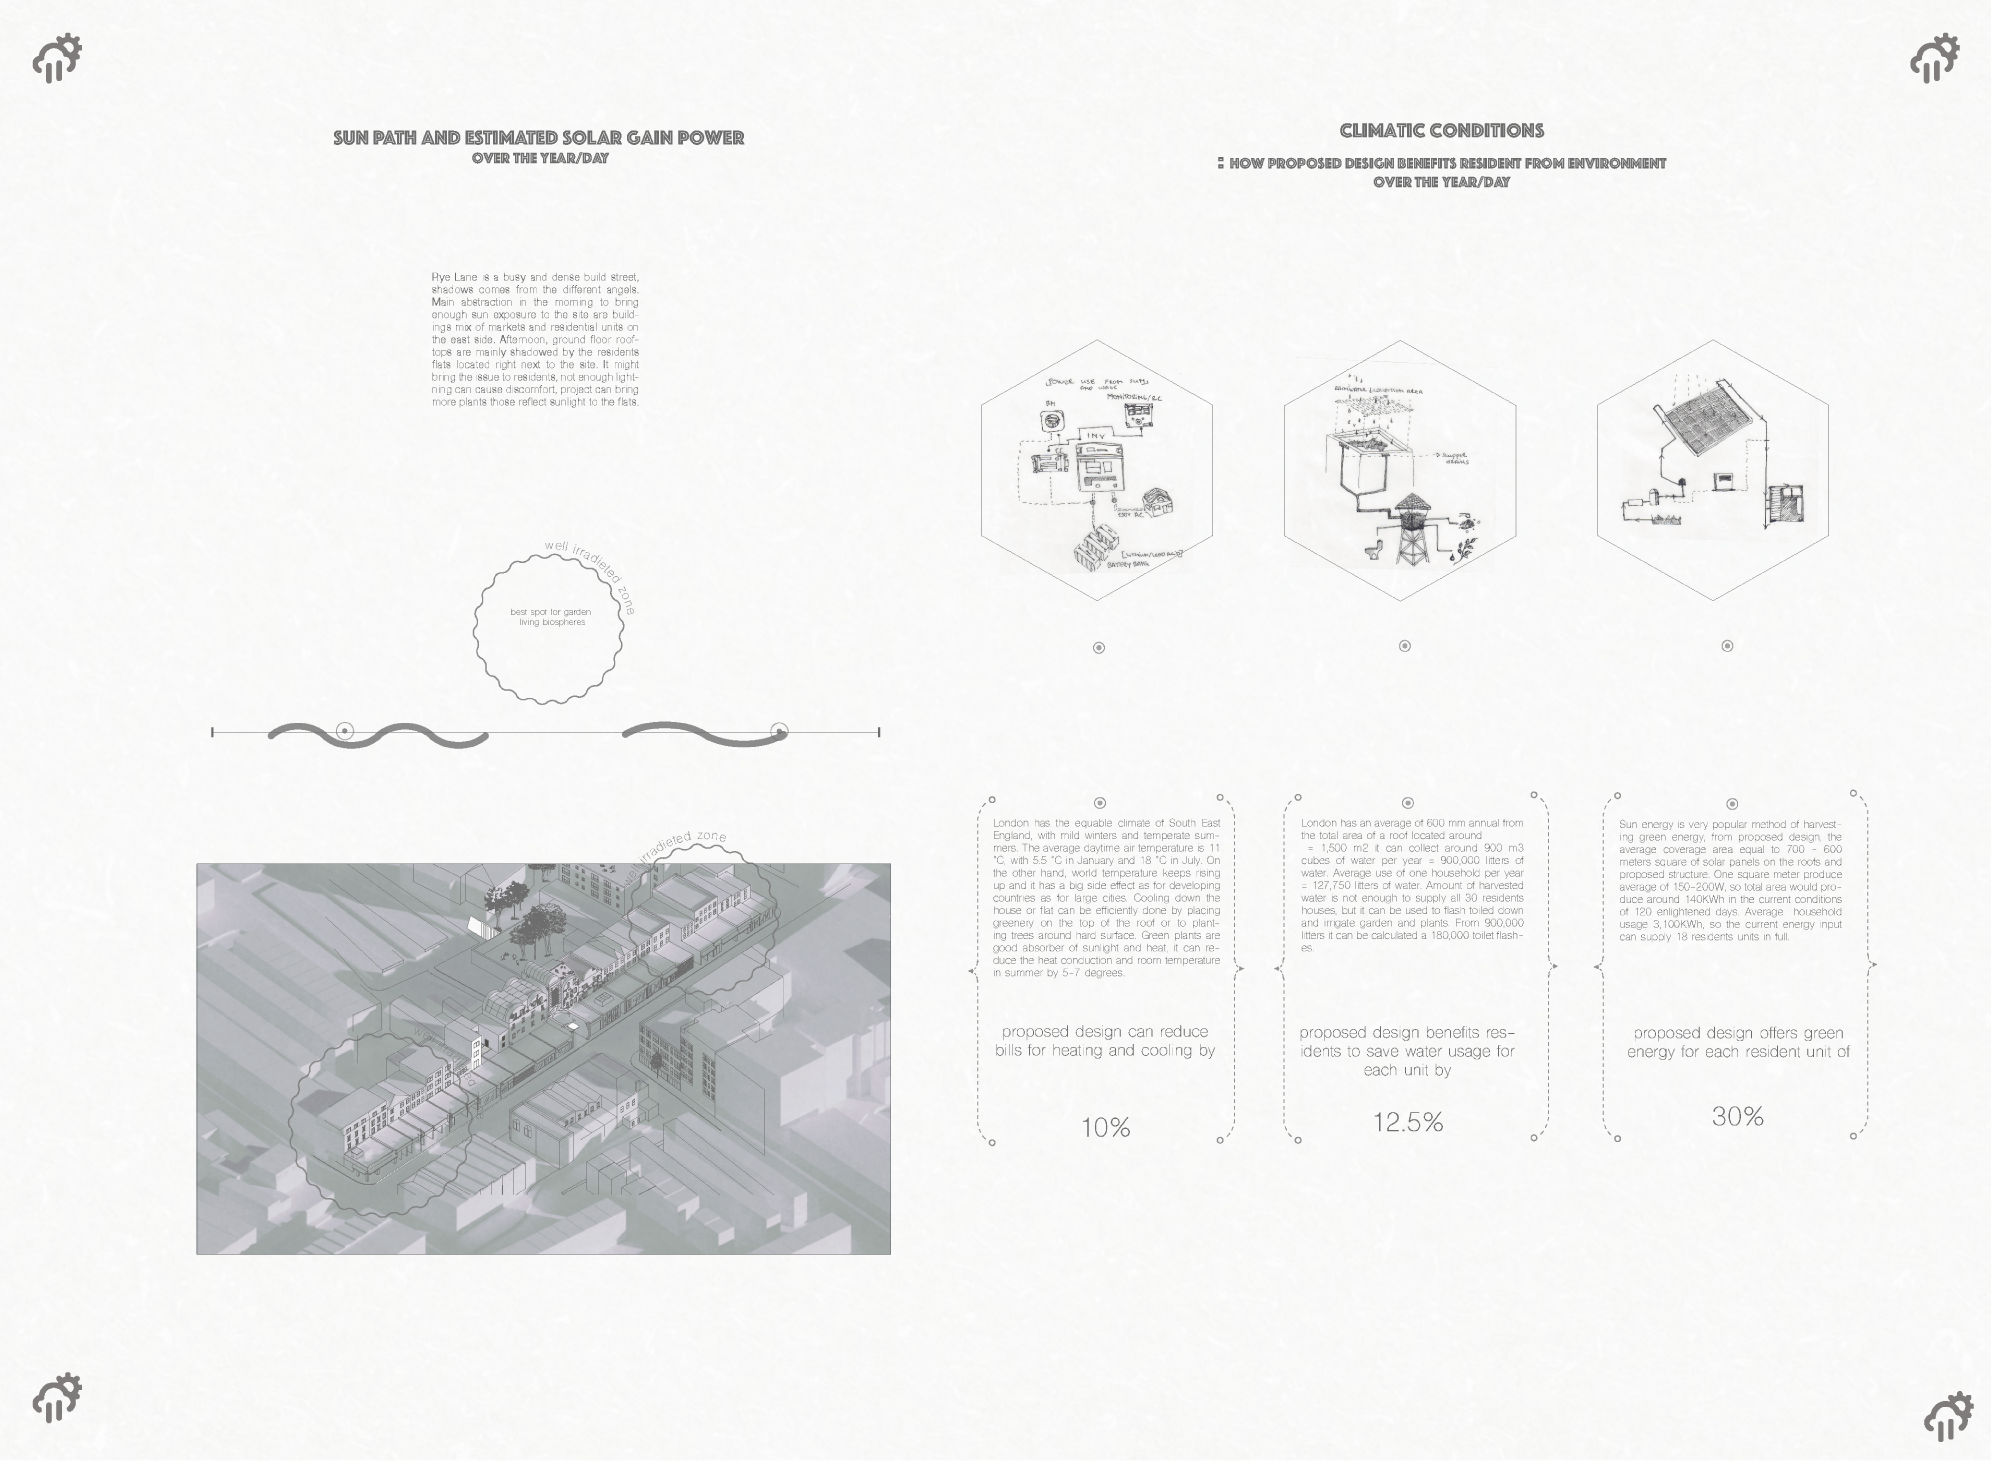 SUN PATH AND ESTIMATED SOLAR GAIN POWER
OVER THE YEAR/DAY
Rye Lane is a busy and dense build street,
shadows comes from the different angels.
Main abstraction in the morning to bring
enough sun exposure to the site are build-
ings mix of markets and residential units on
the east side. Afternoon, ground floor roof-
tops are mainly shadowed by the residents
flats located right next to the site. It might
bring the issue to residents, not enough light-
ning can cause discomfort, project can bring
more plants those reflect sunlight to the flats.
well irradieted zone
best spot for garden
living biospheres
irradieted zone
CLIMATIC CONDITIONS
: HOW PROPOSED DESIGN BENEFITS RESIDENT FROM ENVIRONMENT
OVER THE YEAR/DAY
POWER USE FROM
MONITORING/
INV
BATTERY BANK
RAINWATER COLLECTION AREA
London has the equable climate of South East
England, with mild winters and temperate sum-
mers. The average daytime air temperature is 11
°C, with 5.5 °C in January and 18 °C in July. On
the other hand, world temperature keeps rising
up and it has a big side effect as for developing
countries as for large cities. Cooling down the
house or flat can be efficiently done by placing
greenery on the top of the roof or to plant-
ing trees around hard surface. Green plants are
good absorber of sunlight and heat, it can re-
duce the heat conduction and room temperature
in summer by 5-7 degrees.
proposed design can reduce
bills for heating and cooling by
10%
London has an average of 600 mm annual from
the total area of a roof located around
= 1,500 m2 it can collect around 900 m3
cubes of water per year = 900,000 litters of
water. Average use of one household per year
= 127,750 litters of water. Amount of harvested
water is not enough to supply all 30 residents
houses, but it can be used to flash toiled down
and irrigate garden and plants. From 900,000
litters it can be calculated a 180,000 toilet flash-
es.
proposed design benefits res-
idents to save water usage for
each unit by
12.5%
Sun energy is very popular method of harvest-
ing green energy, from proposed design, the
average coverage area equal to 700 - 600
meters square of solar panels on the roofs and
proposed structure. One square meter produce
average of 150-200W, so total area would pro-
duce around 140KWh in the current conditions
of 120 enlightened days. Average household
usage 3,100KWh, so the current energy input
can supply 18 residents units in full.
proposed design offers green
energy for each resident unit of
30%